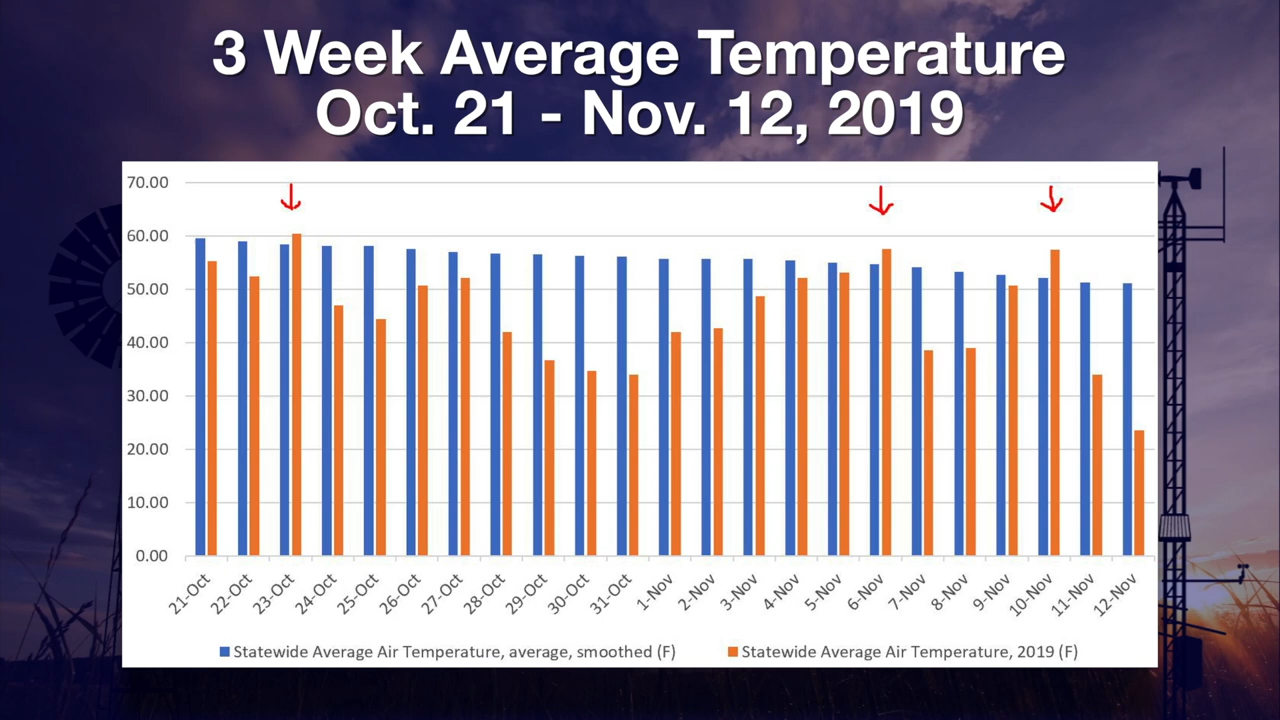 3 Week Average Temperature
Oct. 21 - Nov. 12, 2019
70.00
60.00
50.00
40.00
30.00
20.00
10.00
0.00
21-Oct 22-Oct 23-Oct 24-Oct 25-Oct 26-Oct 27-Oct 28-Oct 29-Oct 30-Oct 31-Oct 1-Nov 2-Nov 3-Nov 4-Nov 5-Nov 6-Nov 7-Nov 8-Nov 9-Nov 10-Nov 11-Nov 12-Nov
Statewide Average Air Temperature, average, smoothed (F) Statewide Average Air Temperature, 2019 (F)